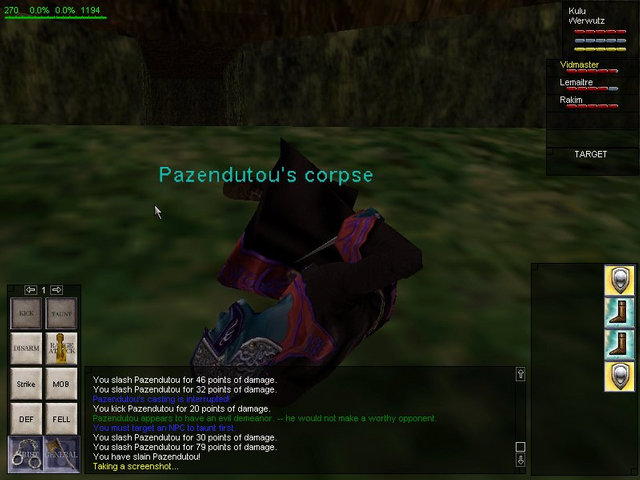 270 0.0% 0.0% 1194
Kulu
Werwutz
Vidmaster
Lemaitre
Rakim
TARGET
Pazendutou's corpse
1
KICK TAUNT
DISARM RANGE ATTACK
Strike MOB
DEF FELL
GENERAL
You slash Pazendutou for 46 points of damage.
You slash Pazendutou for 32 points of damage.
Pazendutou's casting is interrupted!
You kick Pazendutou for 20 points of damage.
Pazendutou appears to have an evil demeanor. -- he would not make a worthy opponent.
You must target an NPC to taunt first.
You slash Pazendutou for 30 points of damage.
You slash Pazendutou for 79 points of damage.
You have slain Pazendutou!
Taking a screenshot...